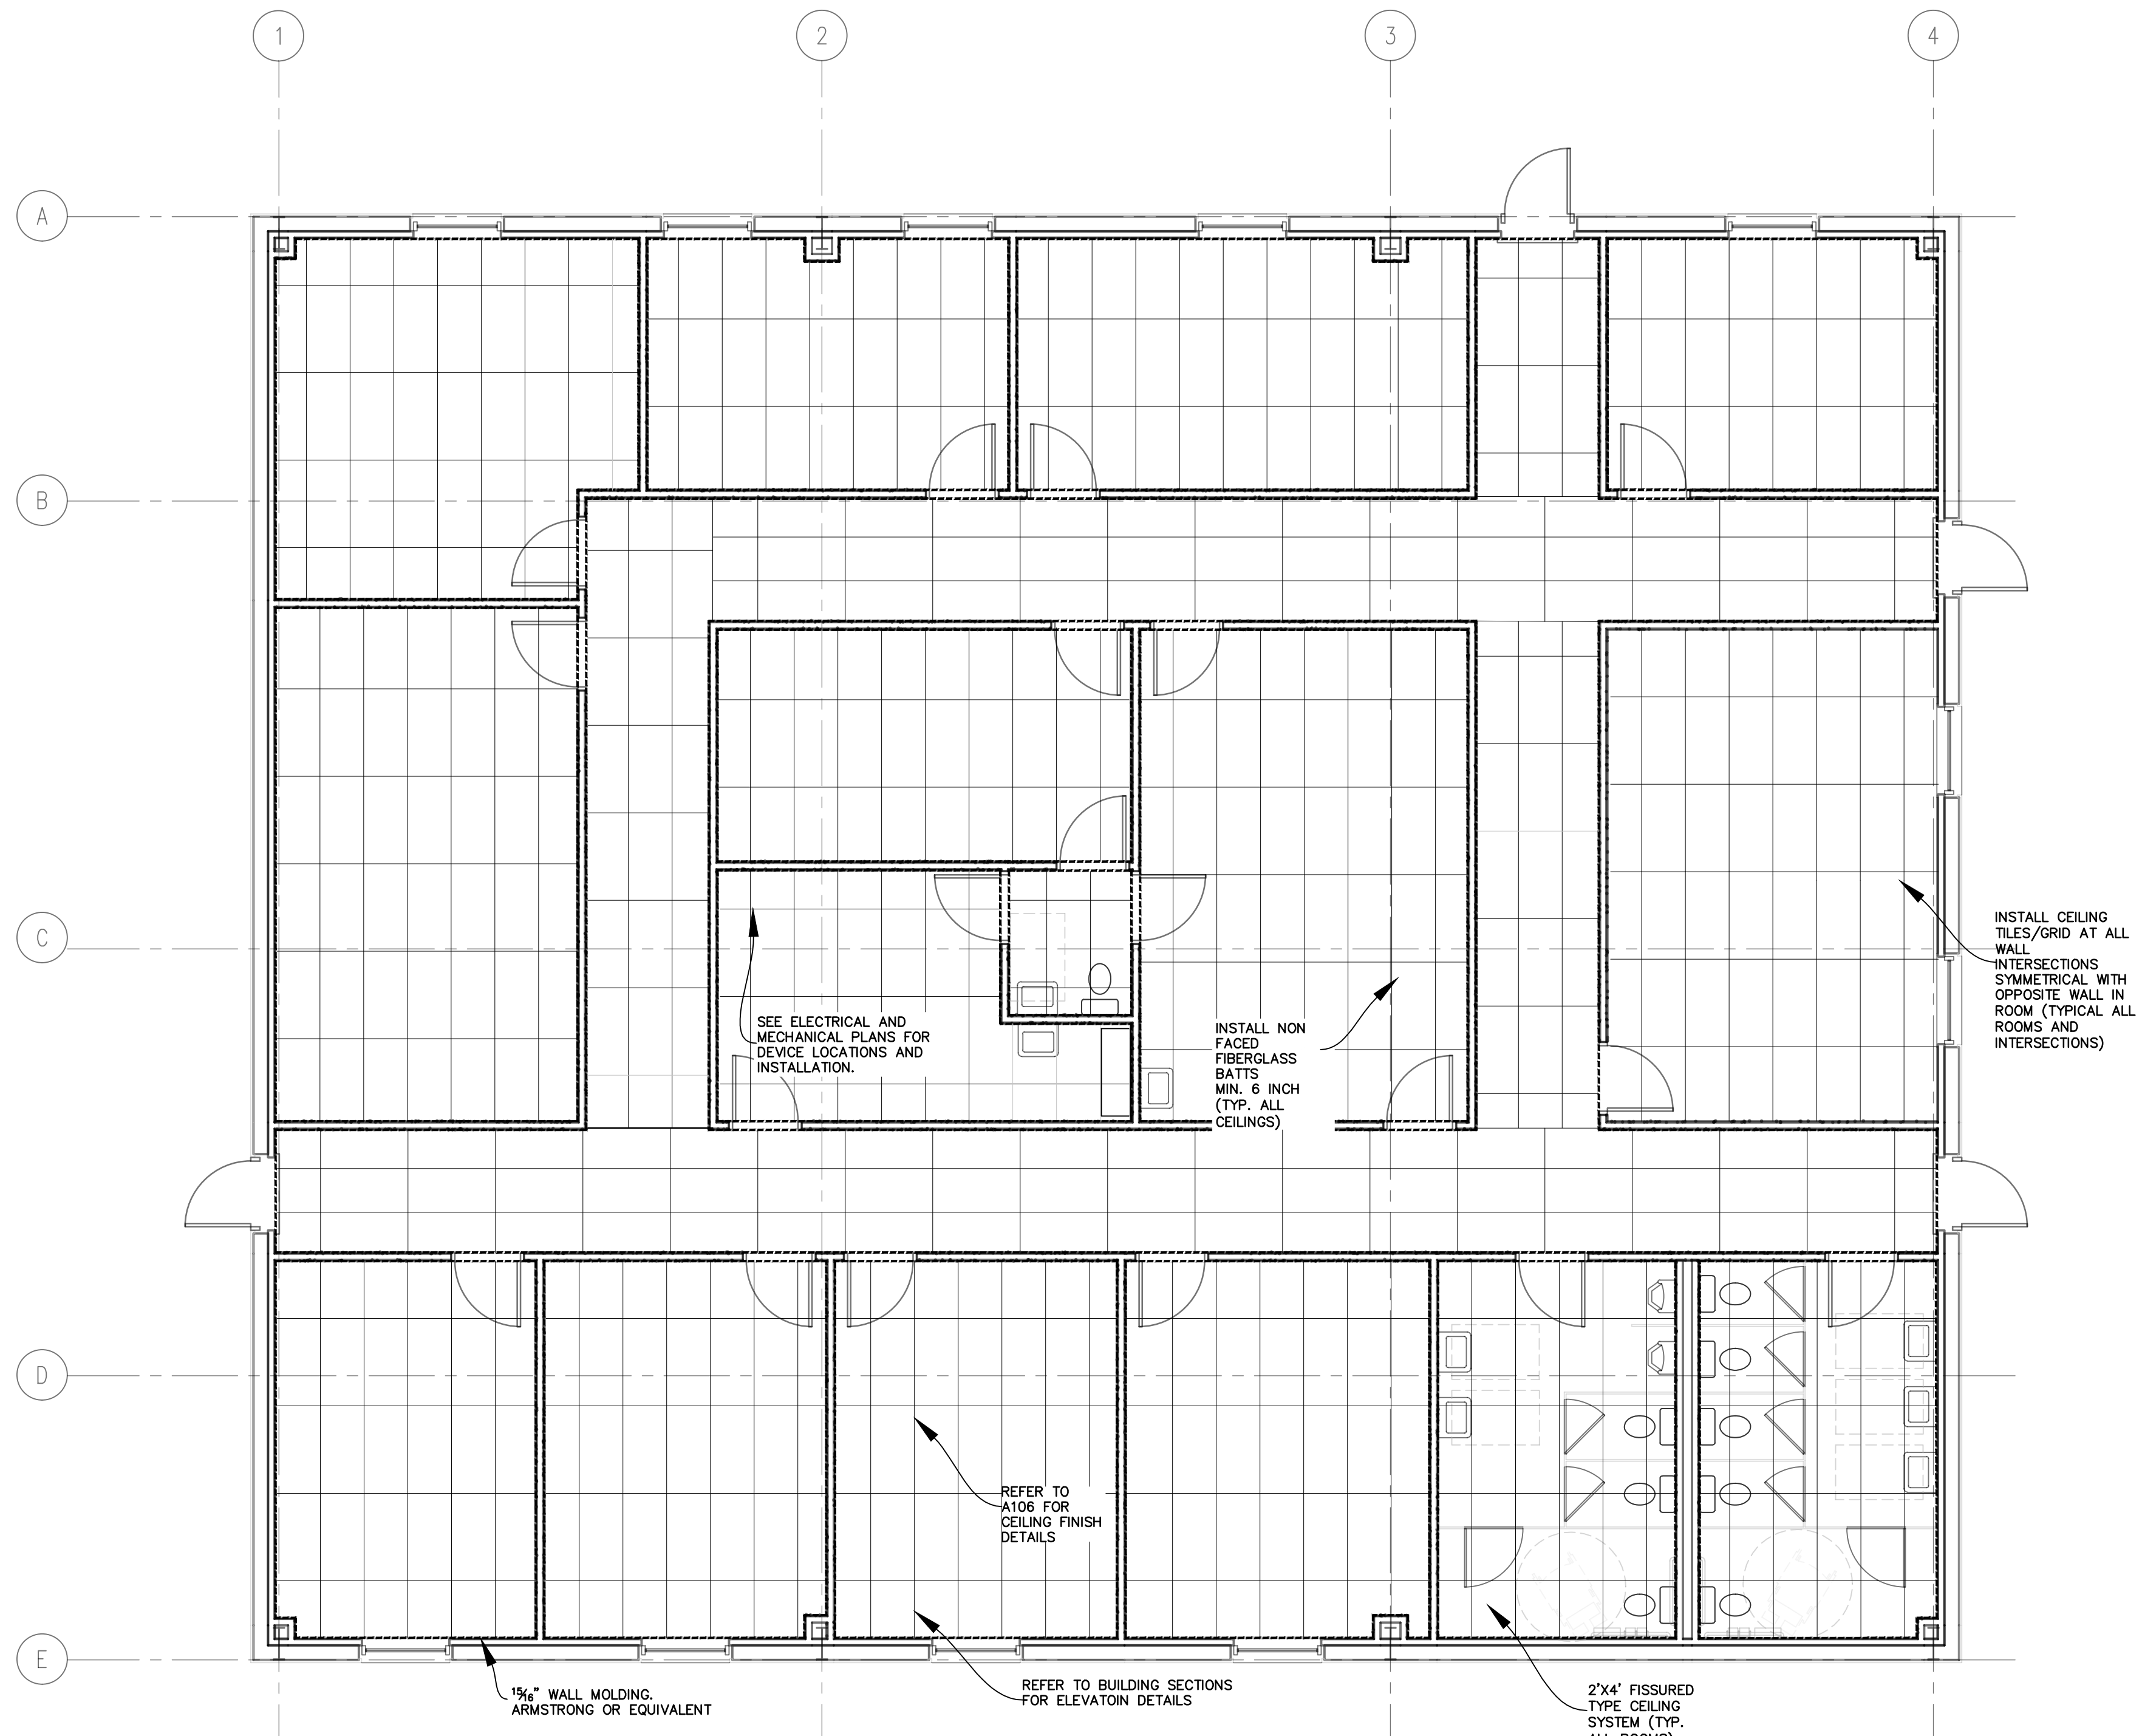 1
2
3
4
A
B
C
D
E
INSTALL CEILING
TILES/GRID AT ALL
WALL
INTERSECTIONS
SYMMETRICAL WITH
OPPOSITE WALL IN
ROOM (TYPICAL ALL
ROOMS AND
INTERSECTIONS)
SEE ELECTRICAL AND
MECHANICAL PLANS FOR
DEVICE LOCATIONS AND
INSTALLATION.
INSTALL NON
FACED
FIBERGLASS
BATTS
MIN. 6 INCH
(TYP. ALL
CEILINGS)
REFER TO
A106 FOR
CEILING FINISH
DETAILS
15/16" WALL MOLDING.
ARMSTRONG OR EQUIVALENT
REFER TO BUILDING SECTIONS
FOR ELEVATOIN DETAILS
2'X4' FISSURED
TYPE CEILING
SYSTEM (TYP.
ALL ROOMS)